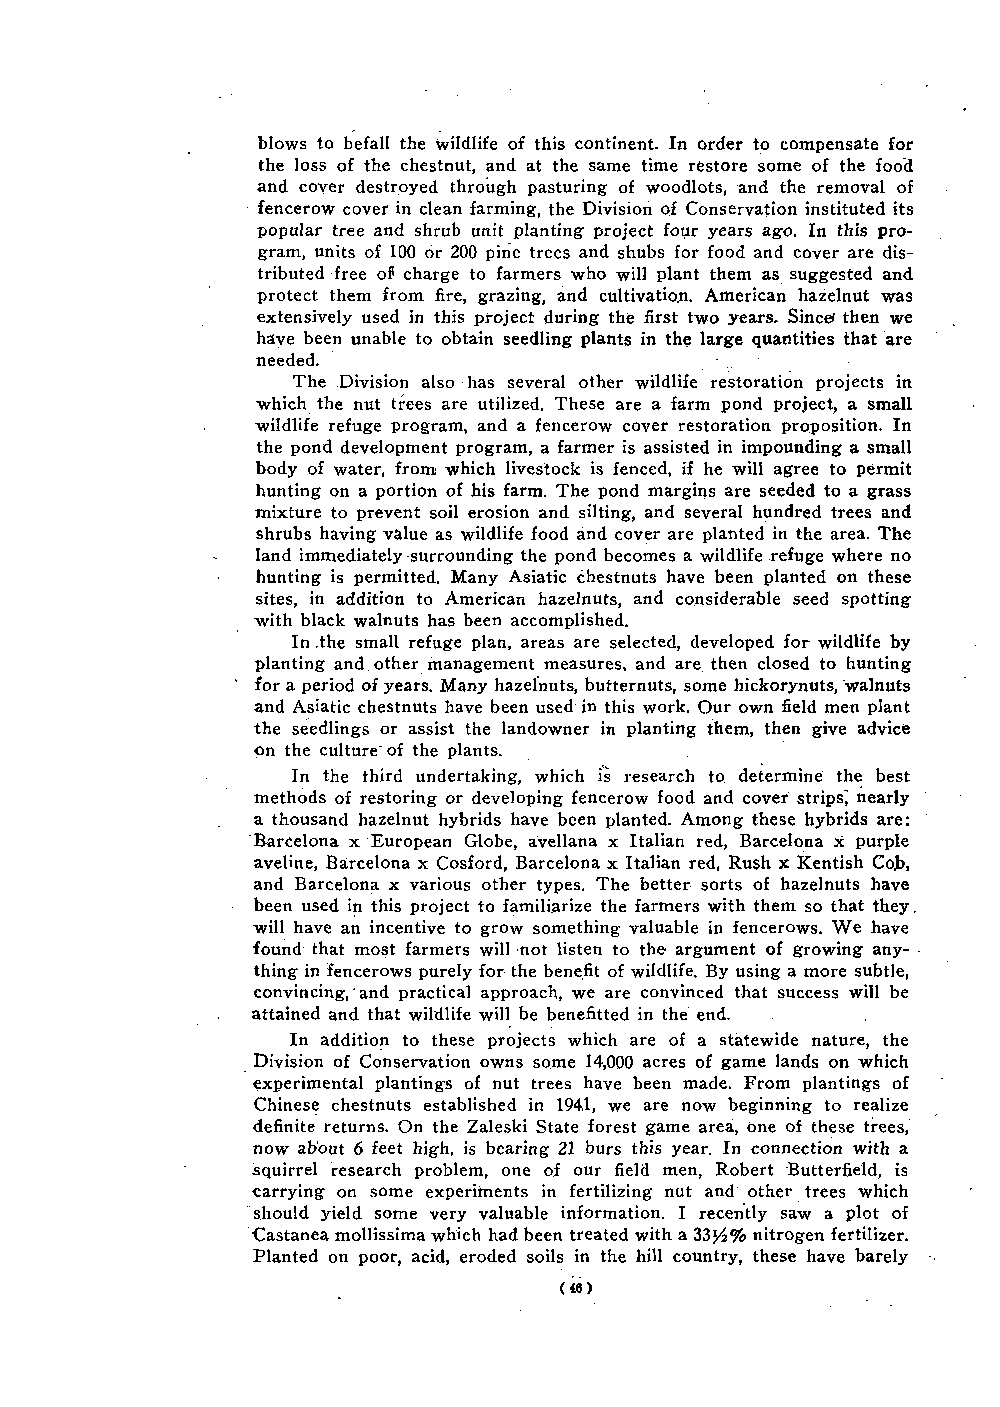 blows to befall the wildlife of this continent. In order to compensate for
the loss of the chestnut, and at the same time restore some of the food
and cover destroyed through pasturing of woodlots, and the removal of
fencerow cover in clean farming, the Division of Conservation instituted its
popular tree and shrub unit planting project four years ago. In this pro-
gram, units of 100 or 200 pine trees and shubs for food and cover are dis-
tributed free of charge to farmers who will plant them as suggested and
protect them from fire, grazing, and cultivation. American hazelnut was
extensively used in this project during the first two years. Since then we
have been unable to obtain seedling plants in the large quantities that are
needed.
The Division also has several other wildlife restoration projects in
which the nut trees are utilized. These are a farm pond project, a small
wildlife refuge program, and a fencerow cover restoration proposition. In
the pond development program, a farmer is assisted in impounding a small
body of water, from which livestock is fenced, if he will agree to permit
hunting on a portion of his farm. The pond margins are seeded to a grass
mixture to prevent soil erosion and silting, and several hundred trees and
shrubs having value as wildlife food and cover are planted in the area. The
land immediately surrounding the pond becomes a wildlife refuge where no
hunting is permitted. Many Asiatic chestnuts have been planted on these
sites, in addition to American hazelnuts, and considerable seed spotting
with black walnuts has been accomplished.
In the small refuge plan, areas are selected, developed for wildlife by
planting and other management measures, and are then closed to hunting
for a period of years. Many hazelnuts, butternuts, some hickorynuts, walnuts
and Asiatic chestnuts have been used in this work. Our own field men plant
the seedlings or assist the landowner in planting them, then give advice
on the culture of the plants.
In the third undertaking, which is research to determine the best
methods of restoring or developing fencerow food and cover strips, nearly
a thousand hazelnut hybrids have been planted. Among these hybrids are:
Barcelona x European Globe, avellana x Italian red, Barcelona x purple
aveline, Barcelona x Cosford, Barcelona x Italian red, Rush x Kentish Cob,
and Barcelona x various other types. The better sorts of hazelnuts have
been used in this project to familiarize the farmers with them so that they
will have an incentive to grow something valuable in fencerows. We have
found that most farmers will not listen to the argument of growing any-
thing in fencerows purely for the benefit of wildlife. By using a more subtle,
convincing, and practical approach, we are convinced that success will be
attained and that wildlife will be benefitted in the end.
In addition to these projects which are of a statewide nature, the
Division of Conservation owns some 14,000 acres of game lands on which
experimental plantings of nut trees have been made. From plantings of
Chinese chestnuts established in 1941, we are now beginning to realize
definite returns. On the Zaleski State forest game area, one of these trees,
now about 6 feet high, is bearing 21 burs this year. In connection with a
squirrel research problem, one of our field men, Robert Butterfield, is
carrying on some experiments in fertilizing nut and other trees which
should yield some very valuable information. I recently saw a plot of
Castanea mollissima which had been treated with a 33½% nitrogen fertilizer.
Planted on poor, acid, eroded soils in the hill country, these have barely
(46)